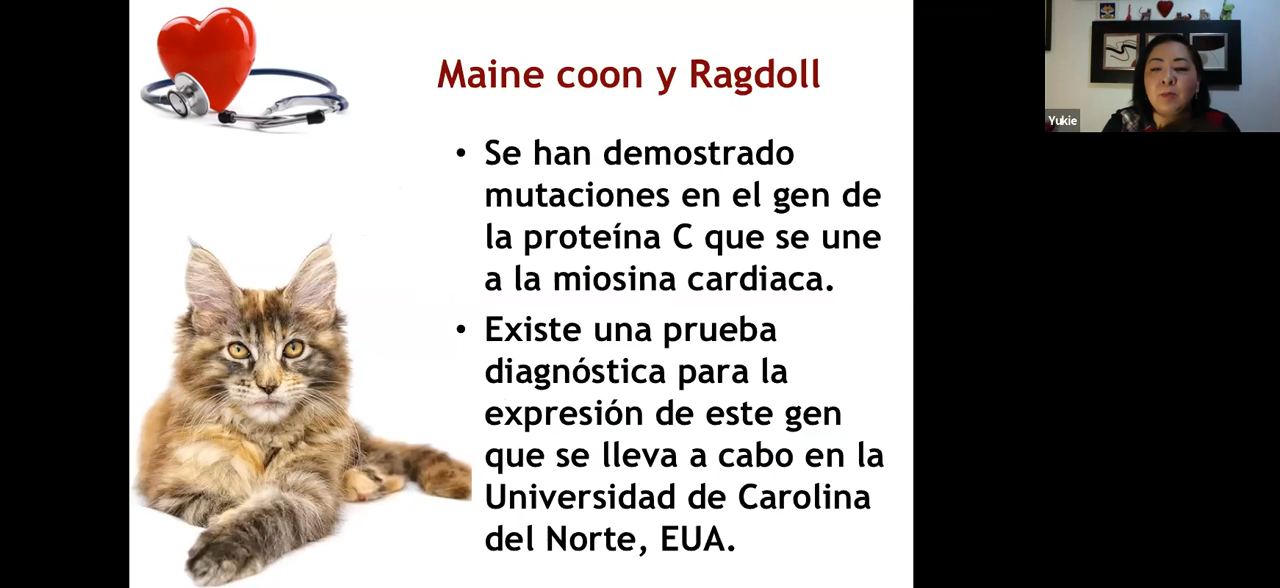 Maine coon y Ragdoll
• Se han demostrado
mutaciones en el gen de
la proteína C que se une
a la miosina cardiaca.
• Existe una prueba
diagnóstica para la
expresión de este gen
que se lleva a cabo en la
Universidad de Carolina
del Norte, EUA.
Yukie